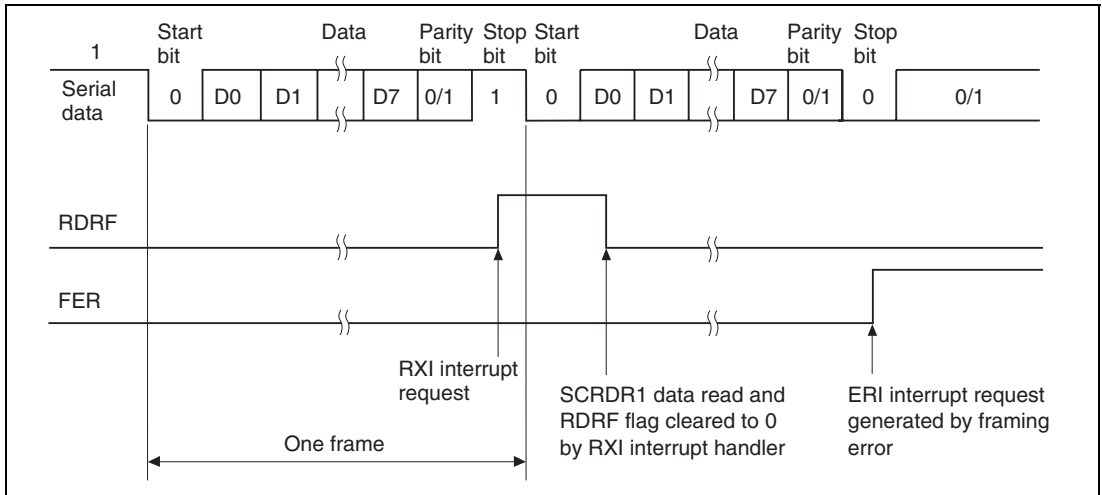 Start bit
Data
Parity bit
Stop bit
Start bit
Data
Parity bit
Stop bit
1
Serial data
0 D0 D1 D7 0/1 1 0 D0 D1 D7 0/1 0 0/1
RDRF
FER
RXI interrupt
request
SCRDR1 data read and
RDRF flag cleared to 0
by RXI interrupt handler
ERI interrupt request
generated by framing
error
One frame